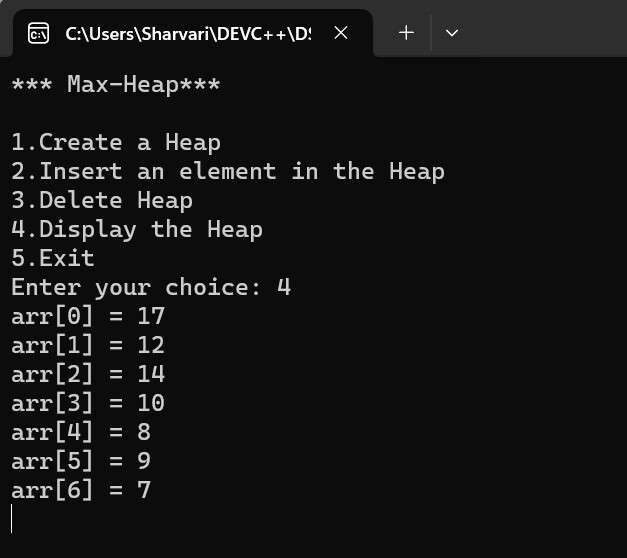 C:\Users\Sharvari\DEVC++\DS
*** Max-Heap***
1.Create a Heap
2.Insert an element in the Heap
3.Delete Heap
4.Display the Heap
5.Exit
Enter your choice: 4
arr[0] = 17
arr[1] = 12
arr[2] = 14
arr[3] = 10
arr[4] = 8
arr[5] = 9
arr[6] = 7